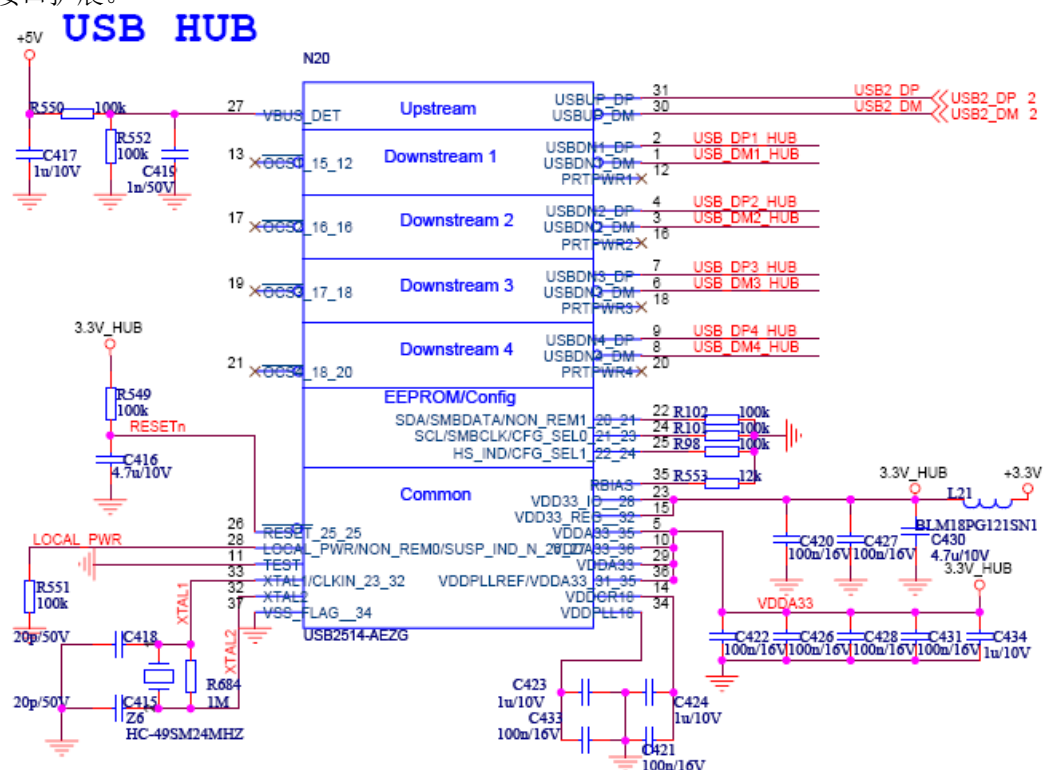 接口扩展。
USB HUB
+5V
N20
R550 100k
27 VBUS_DET
Upstream
USBUP_DP 31 USB2_DP USB2_DP 2
USBUP_DM 30 USB2_DM USB2_DM 2
R552
100k
C417
1u/10V
C419
1n/50V
13 OCS1_15_12
Downstream 1
USBDN1_DP 2 USB_DP1_HUB
USBDN1_DM 1 USB_DM1_HUB
PRTPWR1 12
17 OCS2_16_16
Downstream 2
USBDN2_DP 4 USB_DP2_HUB
USBDN2_DM 3 USB_DM2_HUB
PRTPWR2 16
19 OCS3_17_18
Downstream 3
USBDN3_DP 7 USB_DP3_HUB
USBDN3_DM 6 USB_DM3_HUB
PRTPWR3 18
21 OCS4_18_20
Downstream 4
USBDN4_DP 9 USB_DP4_HUB
USBDN4_DM 8 USB_DM4_HUB
PRTPWR4 20
3.3V_HUB
R549
100k
RESETn
C416
4.7u/10V
EEPROM/Config
SDA/SMBDATA/NON_REM1_20_21 22 R102 100k
SCL/SMBCLK/CFG_SEL0_21_23 24 R101 100k
HS_IND/CFG_SEL1_22_24 25 R98 100k
Common
RBIAS 35 R553 12k
VDD33_IO__28 23
VDD33_REG__32 15
VDDA33_35 5
26 RESET_25_25
LOCAL_PWR 28 LOCAL_PWR/NON_REM0/SUSP_IND_N_26_27
VDDA33_36 10
11 TEST
VDDA33 29
33 XTAL1/CLKIN_23_32
VDDPLLREF/VDDA33_31_35 36
32 XTAL2
VDDCR18 14
37 VSS_FLAG__34
VDDPLL18 34
USB2514-AEZG
3.3V_HUB
L21
+3.3V
BLM18PG121SN1
C420
100n/16V
C427
100n/16V
C430
4.7u/10V
3.3V_HUB
VDDA33
C422
100n/16V
C426
100n/16V
C428
100n/16V
C431
100n/16V
C434
1u/10V
R551
100k
XTAL1
XTAL2
20p/50V C418
R684
1M
20p/50V C415
Z6
HC-49SM24MHZ
C423
1u/10V
C424
1u/10V
C433
100n/16V
C421
100n/16V